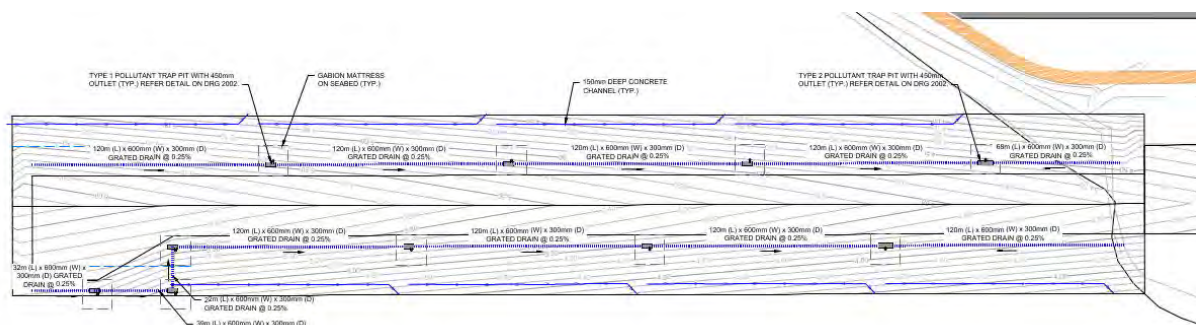 TYPE 1 POLLUTANT TRAP PIT WITH 450mm
OUTLET (TYP.) REFER DETAIL ON DRG 2002.
GABION MATTRESS
ON SEABED (TYP.)
150mm DEEP CONCRETE
CHANNEL (TYP.)
TYPE 2 POLLUTANT TRAP PIT WITH 450mm
OUTLET (TYP.) REFER DETAIL ON DRG 2002.
120m (L) x 600mm (W) x 300mm (D)
GRATED DRAIN @ 0.25%
120m (L) x 600mm (W) x 300mm (D)
GRATED DRAIN @ 0.25%
120m (L) x 600mm (W) x 300mm (D)
GRATED DRAIN @ 0.25%
120m (L) x 600mm (W) x 300mm (D)
GRATED DRAIN @ 0.25%
68m (L) x 600mm (W) x 300mm (D)
GRATED DRAIN @ 0.25%
120m (L) x 600mm (W) x 300mm (D)
GRATED DRAIN @ 0.25%
120m (L) x 600mm (W) x 300mm (D)
GRATED DRAIN @ 0.25%
120m (L) x 600mm (W) x 300mm (D)
GRATED DRAIN @ 0.25%
120m (L) x 600mm (W) x 300mm (D)
GRATED DRAIN @ 0.25%
32m (L) x 600mm (W) x
300mm (D) GRATED
DRAIN @ 0.25%
22m (L) x 600mm (W) x 300mm (D)
GRATED DRAIN @ 0.25%
39m (L) x 600mm (W) x 300mm (D)